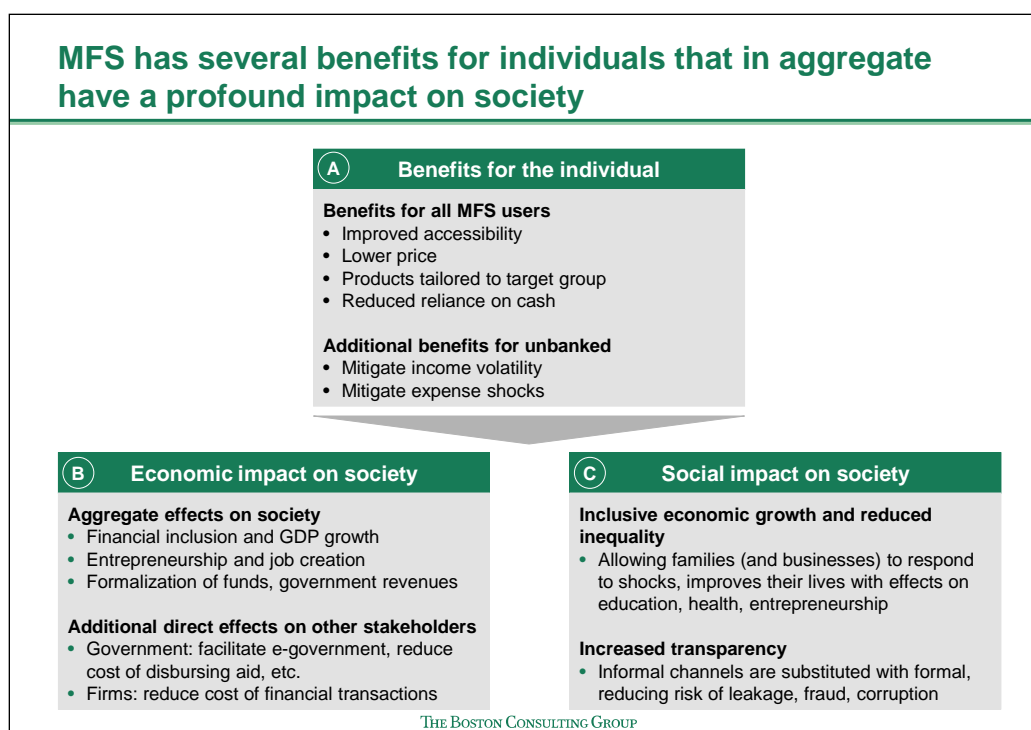 MFS has several benefits for individuals that in aggregate
have a profound impact on society
A Benefits for the individual
Benefits for all MFS users
• Improved accessibility
• Lower price
• Products tailored to target group
• Reduced reliance on cash
Additional benefits for unbanked
• Mitigate income volatility
• Mitigate expense shocks
B Economic impact on society
Aggregate effects on society
• Financial inclusion and GDP growth
• Entrepreneurship and job creation
• Formalization of funds, government revenues
Additional direct effects on other stakeholders
• Government: facilitate e-government, reduce
cost of disbursing aid, etc.
• Firms: reduce cost of financial transactions
C Social impact on society
Inclusive economic growth and reduced
inequality
• Allowing families (and businesses) to respond
to shocks, improves their lives with effects on
education, health, entrepreneurship
Increased transparency
• Informal channels are substituted with formal,
reducing risk of leakage, fraud, corruption
THE BOSTON CONSULTING GROUP